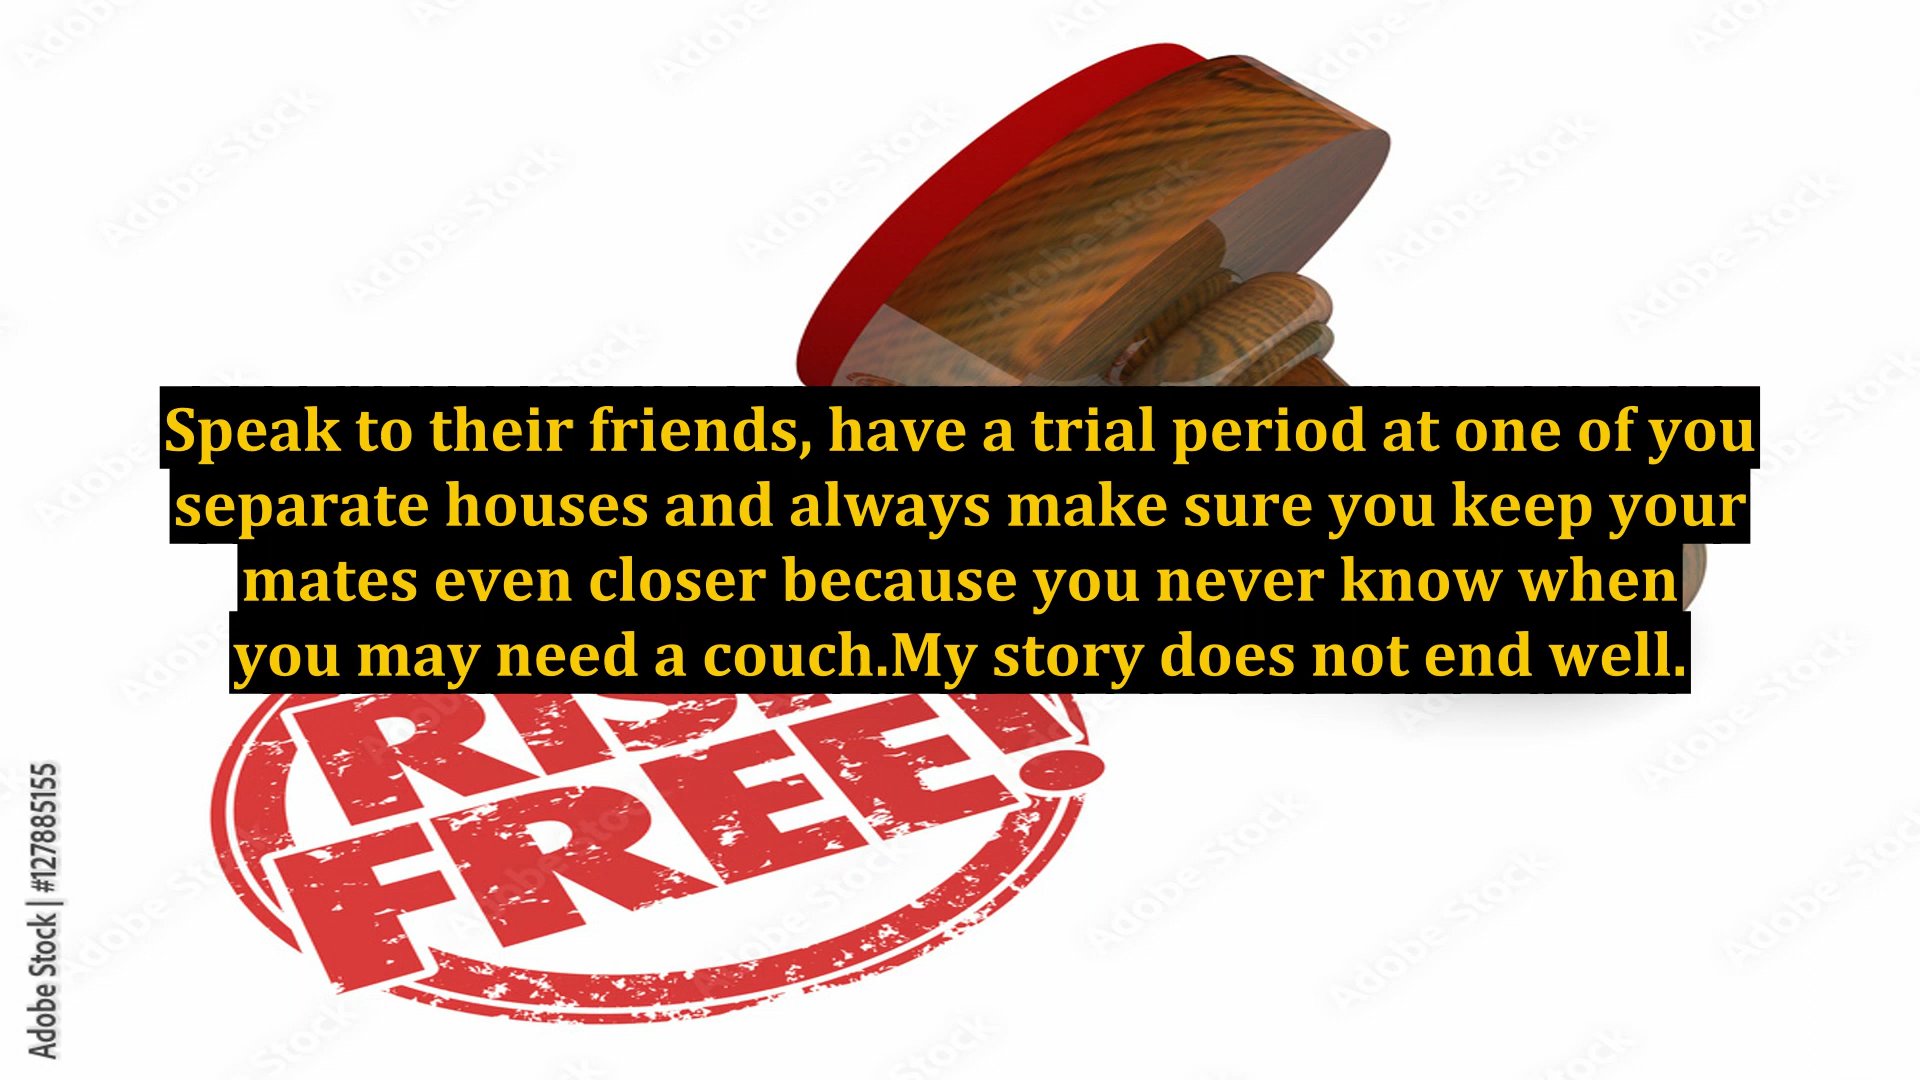 Speak to their friends, have a trial period at one of you
separate houses and always make sure you keep your
mates even closer because you never know when
you may need a couch.My story does not end well.
FREE!
Adobe Stock | #127885155